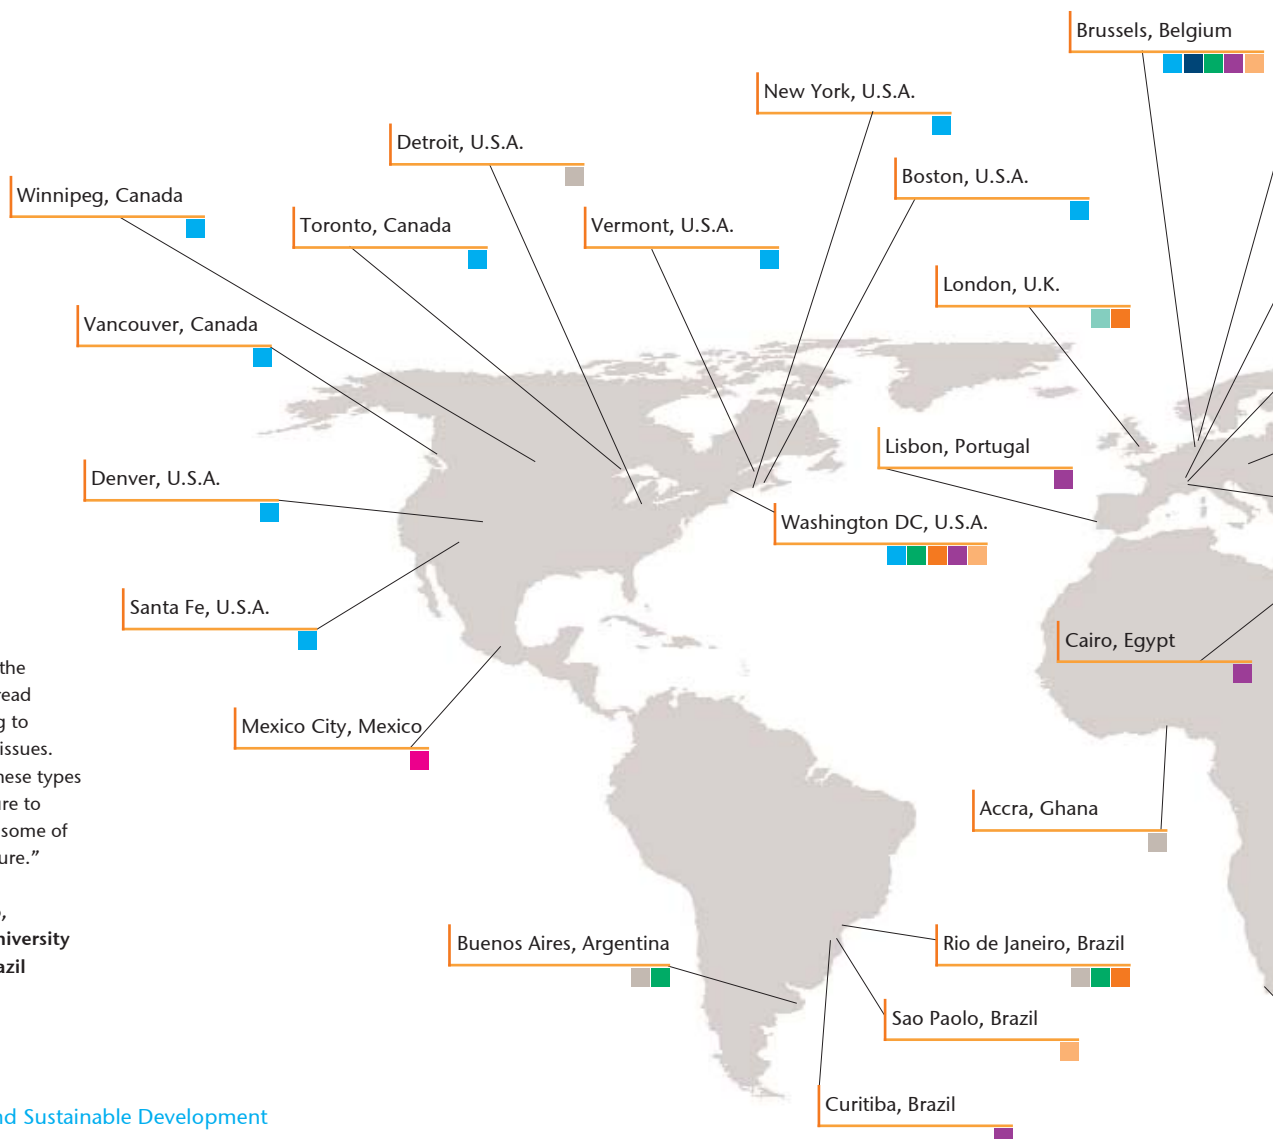 Brussels, Belgium
New York, U.S.A.
Detroit, U.S.A.
Boston, U.S.A.
Winnipeg, Canada
Toronto, Canada
Vermont, U.S.A.
London, U.K.
Vancouver, Canada
Lisbon, Portugal
Denver, U.S.A.
Washington DC, U.S.A.
Santa Fe, U.S.A.
Cairo, Egypt
the
read
g to
issues.
hese types
ure to
some of
ure.”
,
niversity
azil
Mexico City, Mexico
Accra, Ghana
Buenos Aires, Argentina
Rio de Janeiro, Brazil
Sao Paolo, Brazil
Curitiba, Brazil
nd Sustainable Development